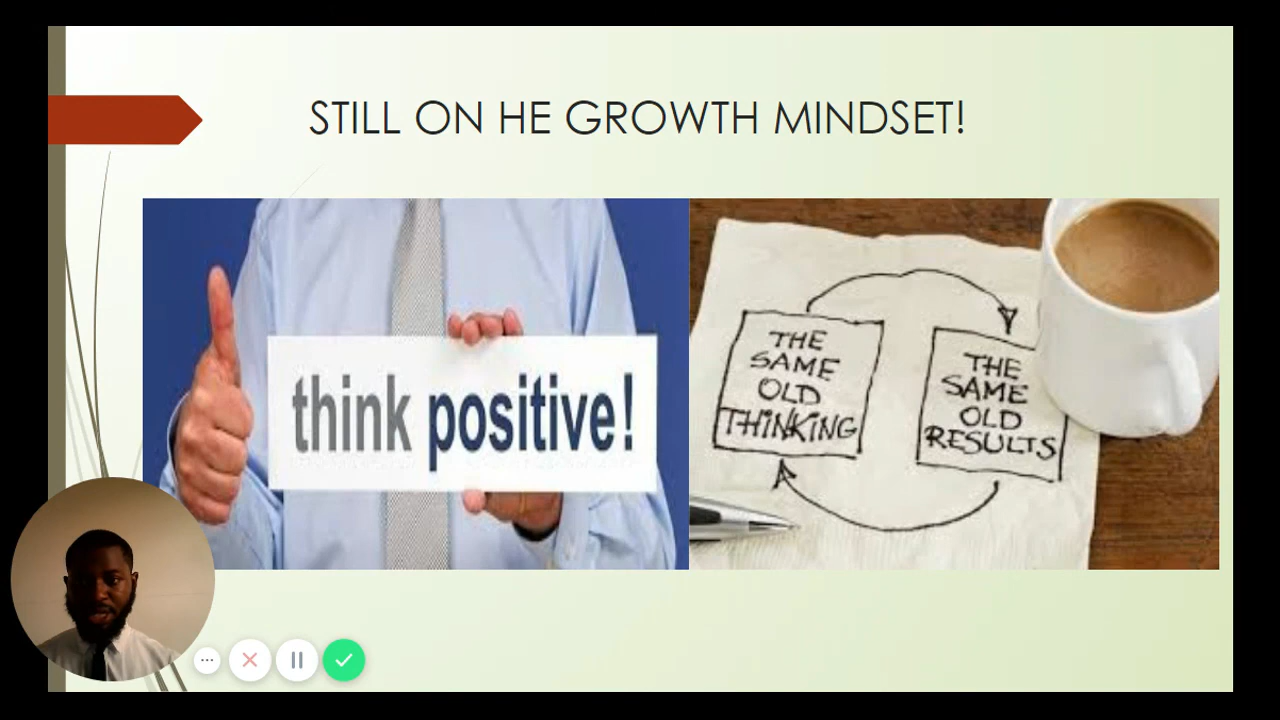 STILL ON HE GROWTH MINDSET!
think positive!
THE
SAME
OLD
THINKING
THE
SAME
OLD
RESULTS